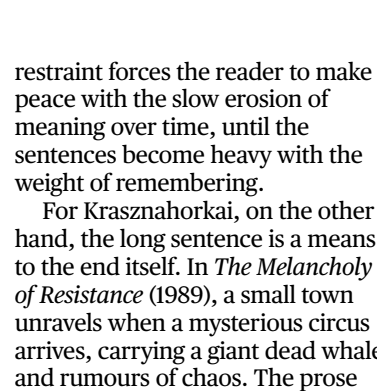 restraint forces the reader to make
peace with the slow erosion of
meaning over time, until the
sentences become heavy with the
weight of remembering.
For Krasznahorkai, on the other
hand, the long sentence is a means
to the end itself. In The Melancholy
of Resistance (1989), a small town
unravels when a mysterious circus
arrives, carrying a giant dead whale
and rumours of chaos. The prose